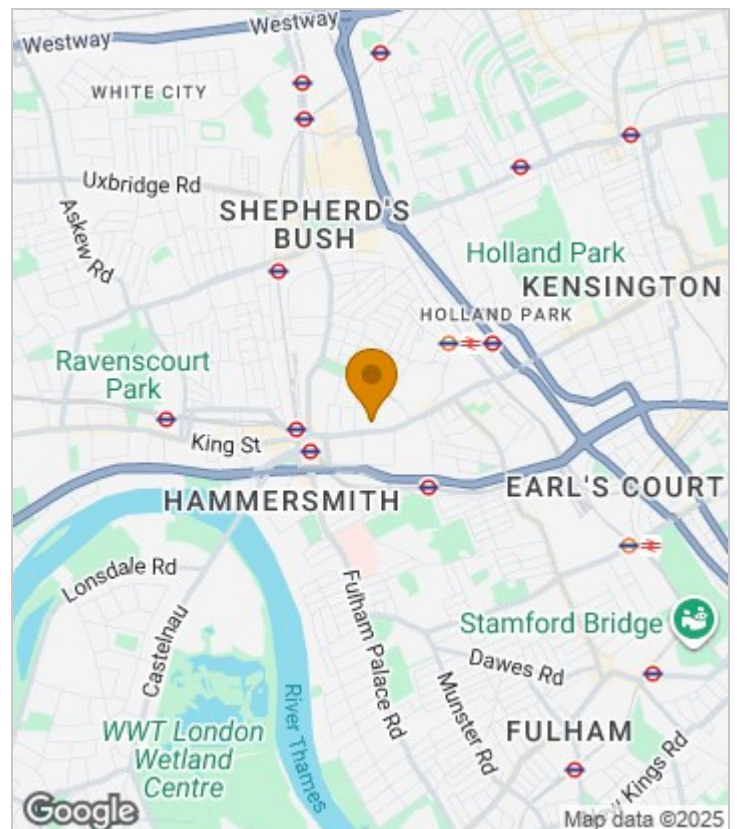 Westway
Westway
WHITE CITY
Uxbridge Rd
Askew Rd
SHEPHERD'S
BUSH
Holland Park
KENSINGTON
HOLLAND PARK
Ravenscourt
Park
King St
HAMMERSMITH
EARL'S COURT
Lonsdale Rd
Castelnau
Fulham Palace Rd
Stamford Bridge
Dawes Rd
Munster Rd
River Thames
WWT London
Wetland
Centre
FULHAM
Kings Rd
Google
Map data ©2025